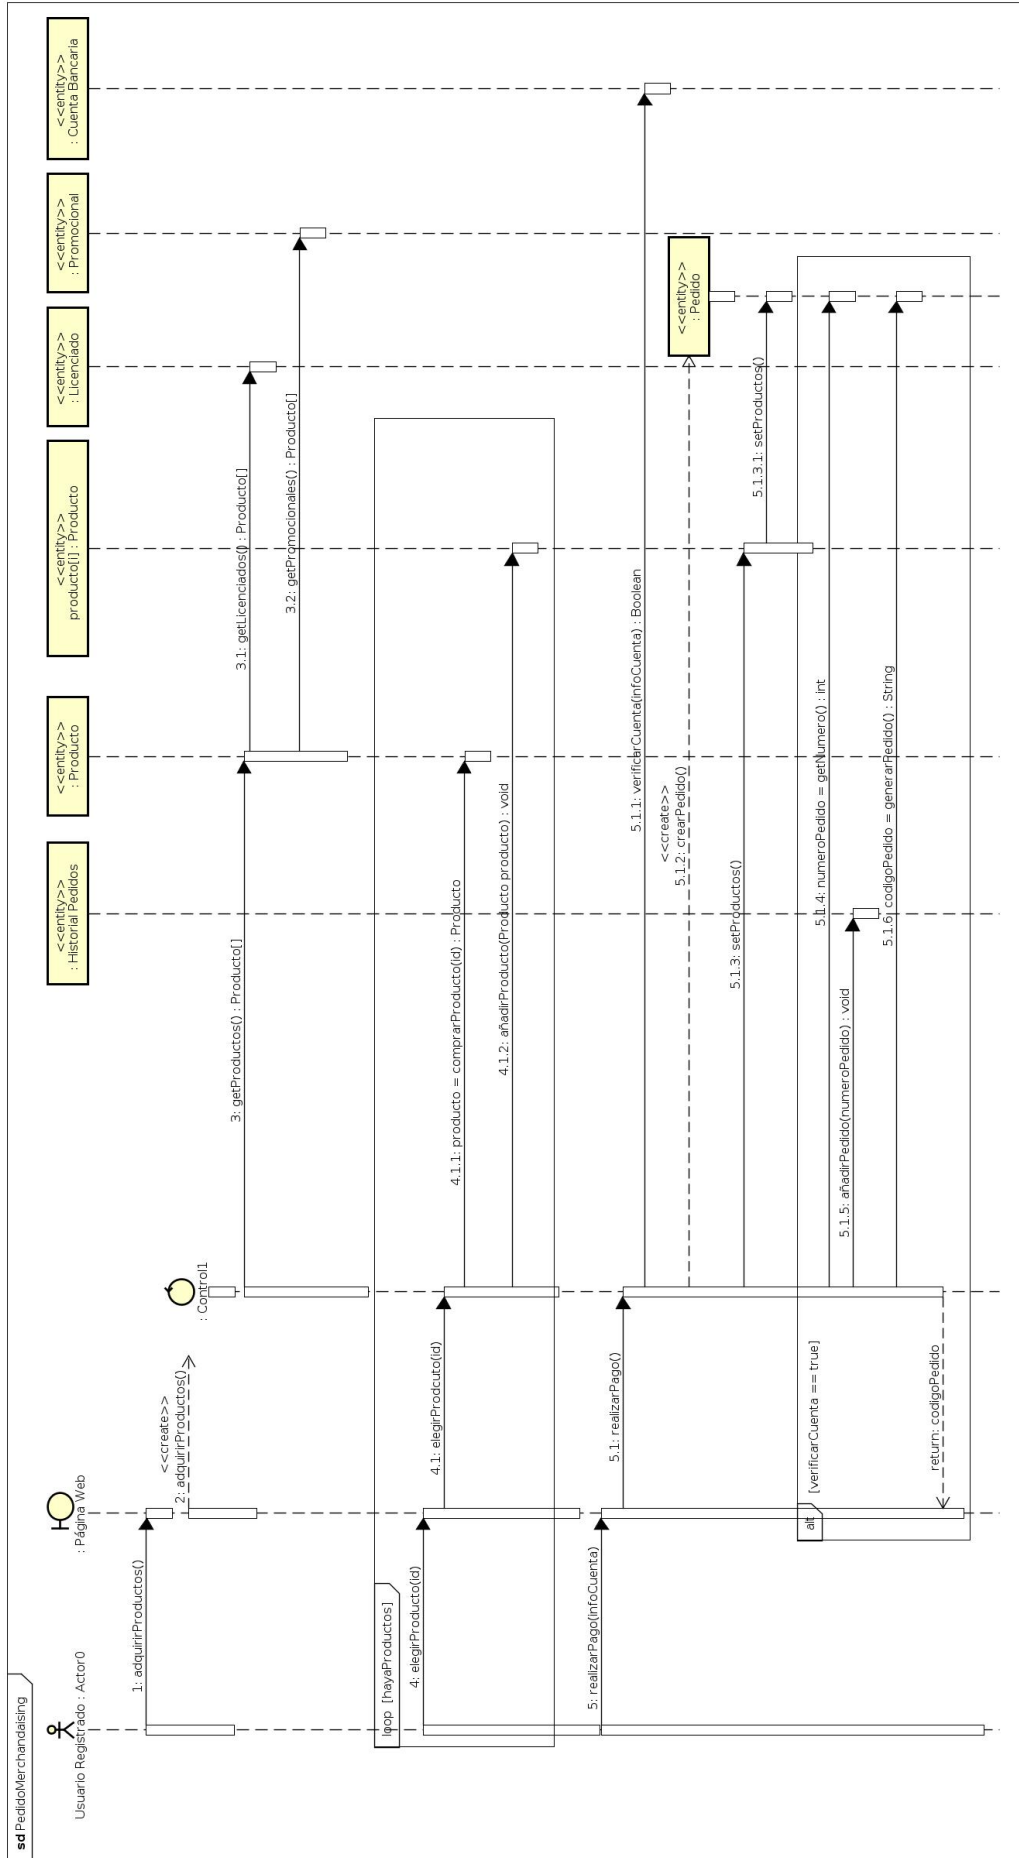 sd PedidoMerchandaising
Usuario Registrado : Actor0
: Página Web
: Control1
<<entity>>
: Historial Pedidos
<<entity>>
: Producto
<<entity>>
producto[i] : Producto
<<entity>>
: Licenciado
<<entity>>
: Promocional
<<entity>>
: Cuenta Bancaria
1: adquirirProductos()
<<create>>
2: adquirirProductos()
3: getProductos() : Producto[]
3.1: getLicenciados() : Producto[]
3.2: getPromocionales() : Producto[]
loop [hayaProductos]
4: elegirProducto(id)
4.1: elegirProdcuto(id)
4.1.1: producto = comprarProducto(id) : Producto
4.1.2: añadirProducto(Producto producto) : void
5: realizarPago(infoCuenta)
5.1: realizarPago()
5.1.1: verificarCuenta(infoCuenta) : Boolean
<<create>>
5.1.2: crearPedido()
<<entity>>
: Pedido
5.1.3: setProductos()
5.1.3.1: setProductos()
alt
[verificarCuenta == true]
5.1.4: numeroPedido = getNumero() : int
5.1.5: añadirPedido(numeroPedido) : void
5.1.6: codigoPedido = generarPedido() : String
return: codigoPedido